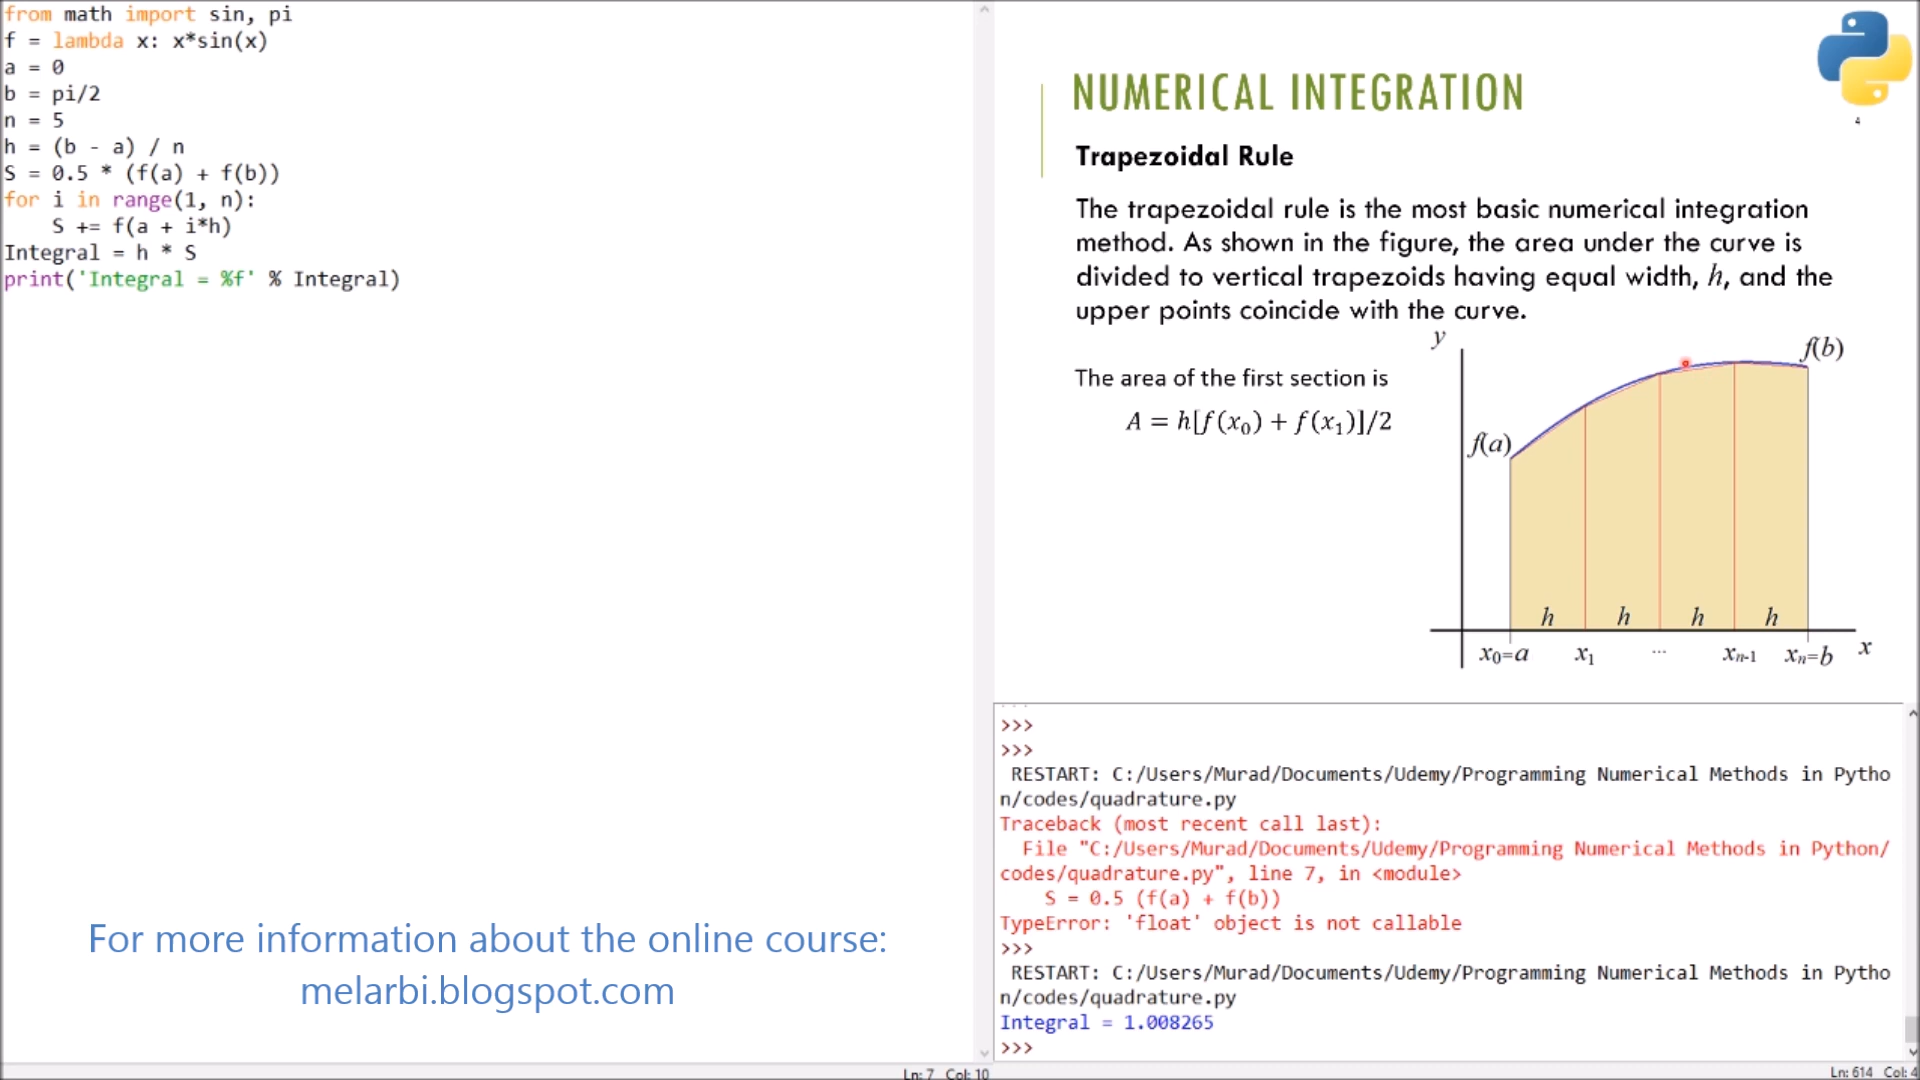 from math import sin, pi
f = lambda x: x*sin(x)
a = 0
b = pi/2
n = 5
h = (b - a) / n
S = 0.5 * (f(a) + f(b))
for i in range(1, n):
    S += f(a + i*h)
Integral = h * S
print('Integral = %f' % Integral)
For more information about the online course:
melarbi.blogspot.com
Ln: 7 Col: 10
NUMERICAL INTEGRATION
4
Trapezoidal Rule
The trapezoidal rule is the most basic numerical integration
method. As shown in the figure, the area under the curve is
divided to vertical trapezoids having equal width, h, and the
upper points coincide with the curve.
The area of the first section is
A = h[f(x₀) + f(x₁)]/2
y
f(b)
f(a)
h h h h
x₀=a x₁ ... xₙ₋₁ xₙ=b x
>>>
>>>
RESTART: C:/Users/Murad/Documents/Udemy/Programming Numerical Methods in Pytho
n/codes/quadrature.py
Traceback (most recent call last):
  File "C:/Users/Murad/Documents/Udemy/Programming Numerical Methods in Python/
codes/quadrature.py", line 7, in <module>
    S = 0.5 (f(a) + f(b))
TypeError: 'float' object is not callable
>>>
RESTART: C:/Users/Murad/Documents/Udemy/Programming Numerical Methods in Pytho
n/codes/quadrature.py
Integral = 1.008265
>>>
Ln: 614 Col: 4